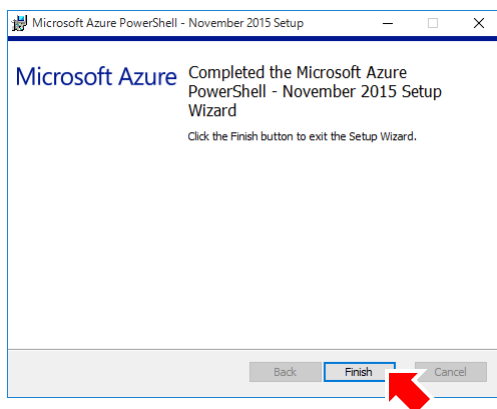 Microsoft Azure PowerShell - November 2015 Setup
Microsoft Azure
Completed the Microsoft Azure
PowerShell - November 2015 Setup
Wizard
Click the Finish button to exit the Setup Wizard.
Back Finish Cancel